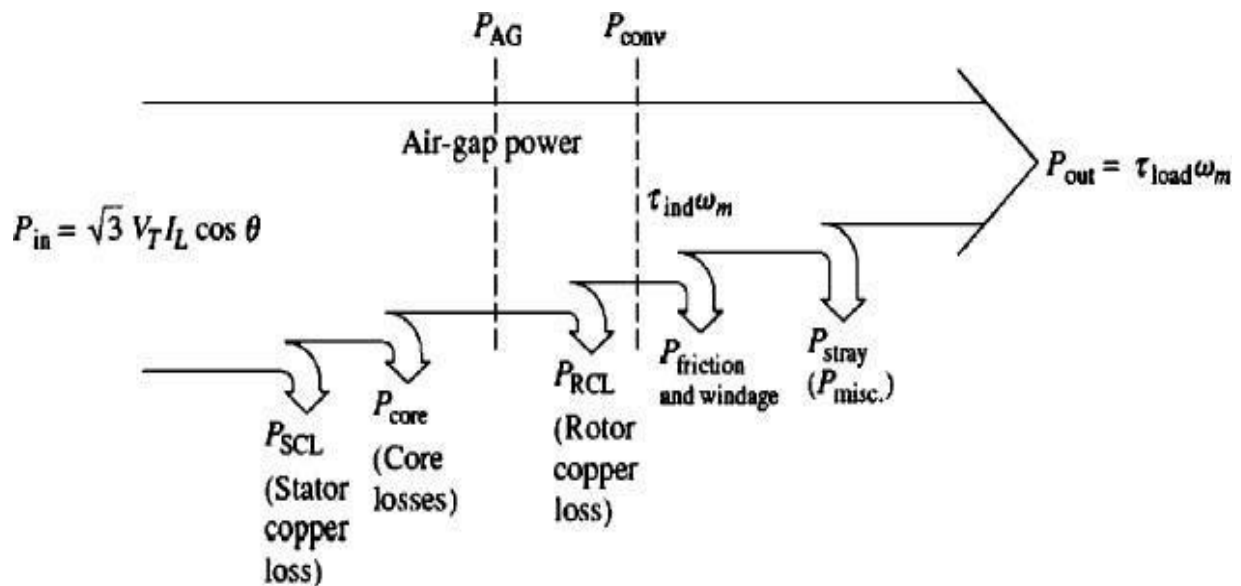 P_AG
P_conv
Air-gap power
P_out = τ_load ω_m
τ_ind ω_m
P_in = √3 V_T I_L cos θ
P_SCL
(Stator
copper
loss)
P_core
(Core
losses)
P_RCL
(Rotor
copper
loss)
P_friction
and windage
P_stray
(P_misc.)